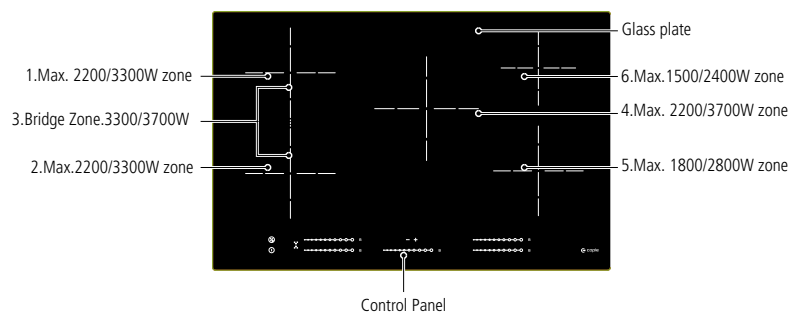 Glass plate
1.Max. 2200/3300W zone
6.Max.1500/2400W zone
3.Bridge Zone.3300/3700W
4.Max. 2200/3700W zone
2.Max.2200/3300W zone
5.Max. 1800/2800W zone
− +
caple
Control Panel